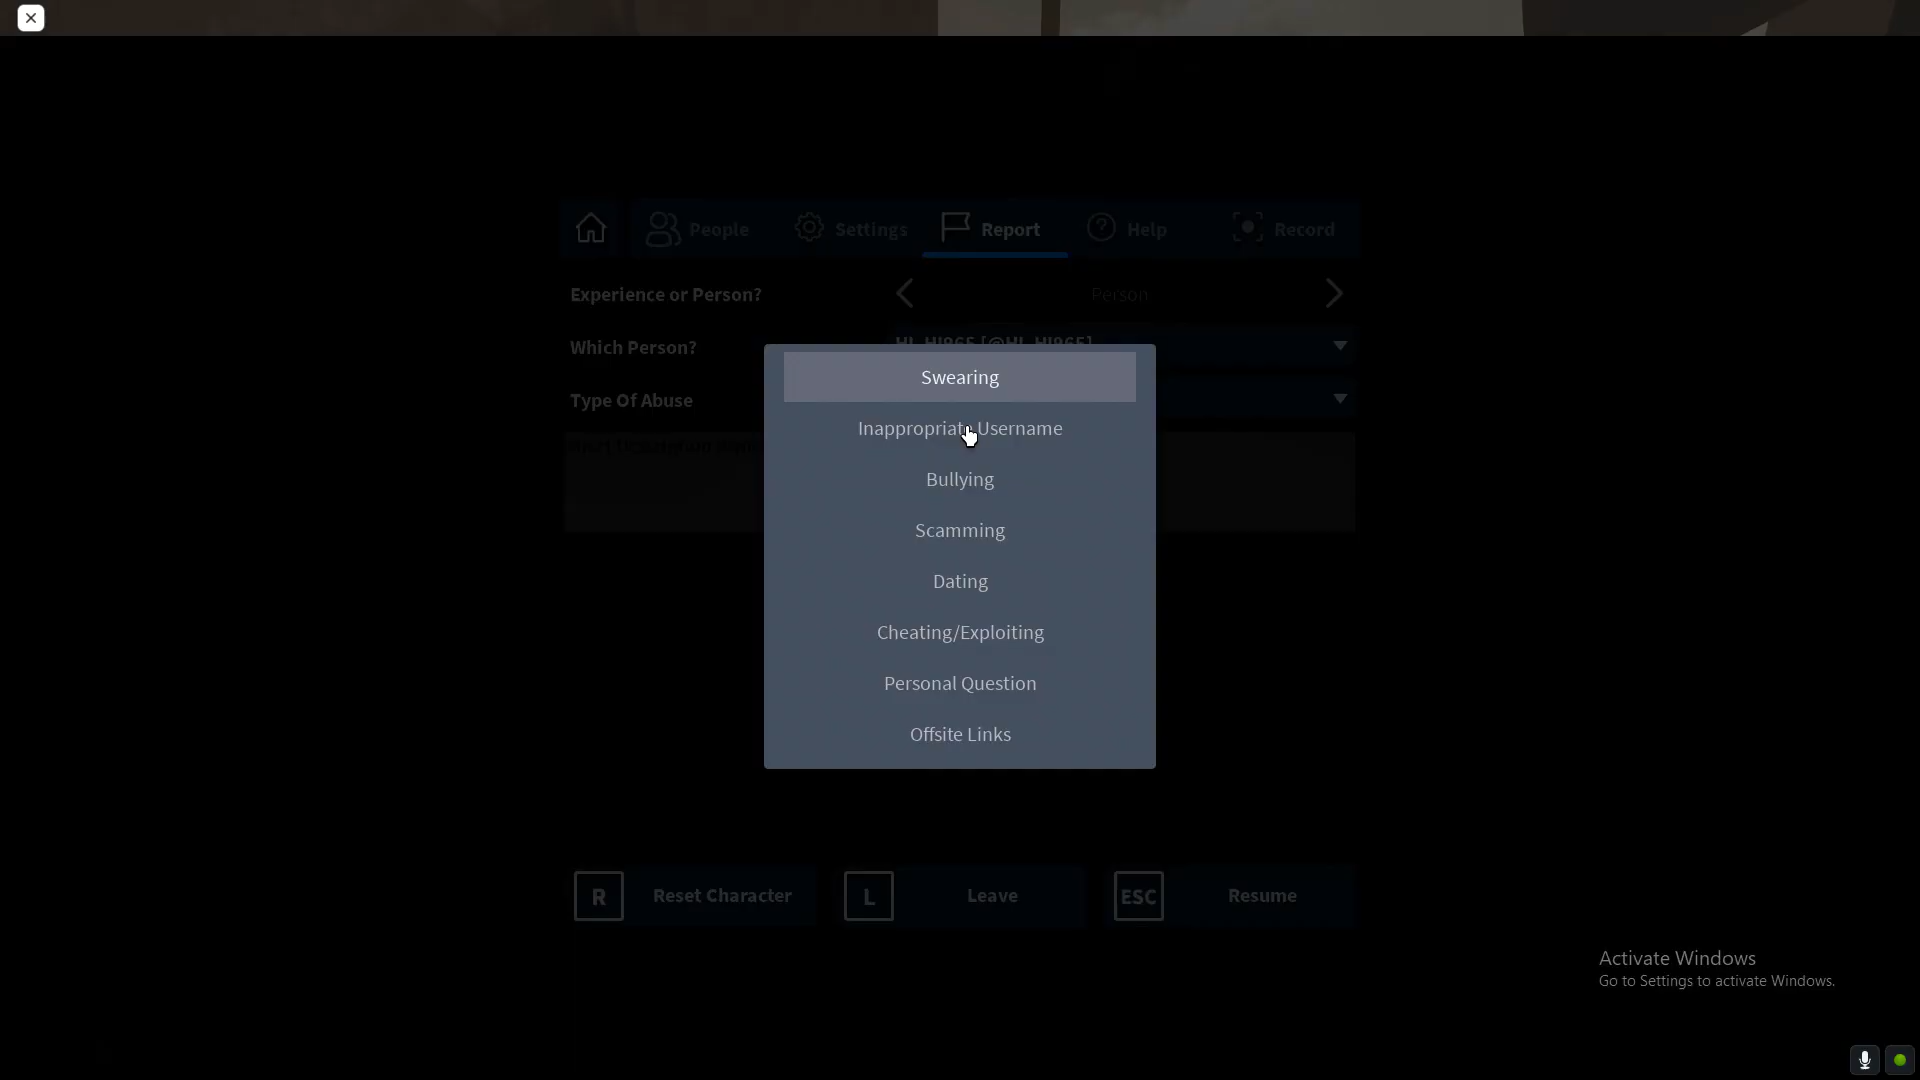 People
Settings
Report
Help
Record
Experience or Person?
Person
Which Person?
Type Of Abuse
Swearing
Inappropriate Username
Bullying
Scamming
Dating
Cheating/Exploiting
Personal Question
Offsite Links
R
Reset Character
L
Leave
ESC
Resume
Activate Windows
Go to Settings to activate Windows.